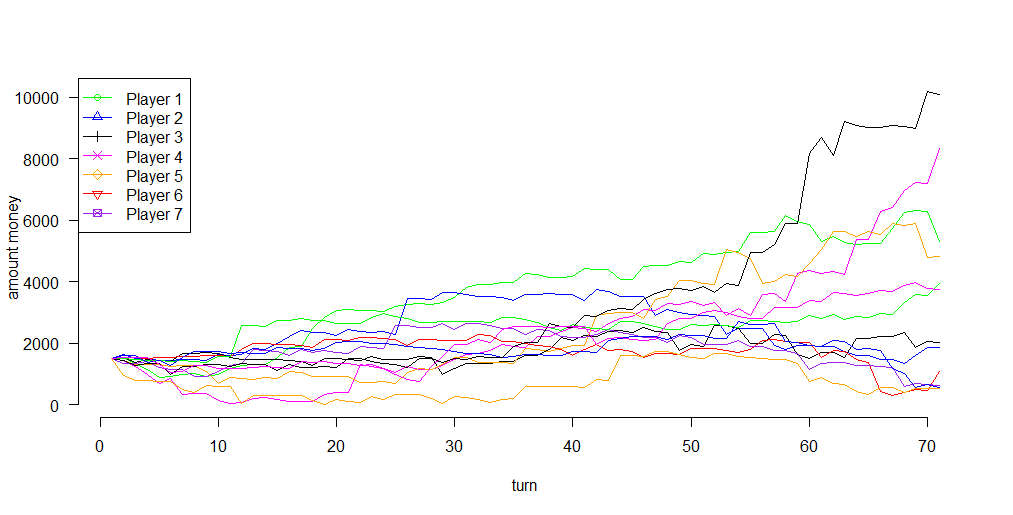 amount money
10000
8000
6000
4000
2000
0
Player 1
Player 2
Player 3
Player 4
Player 5
Player 6
Player 7
0 10 20 30 40 50 60 70
turn